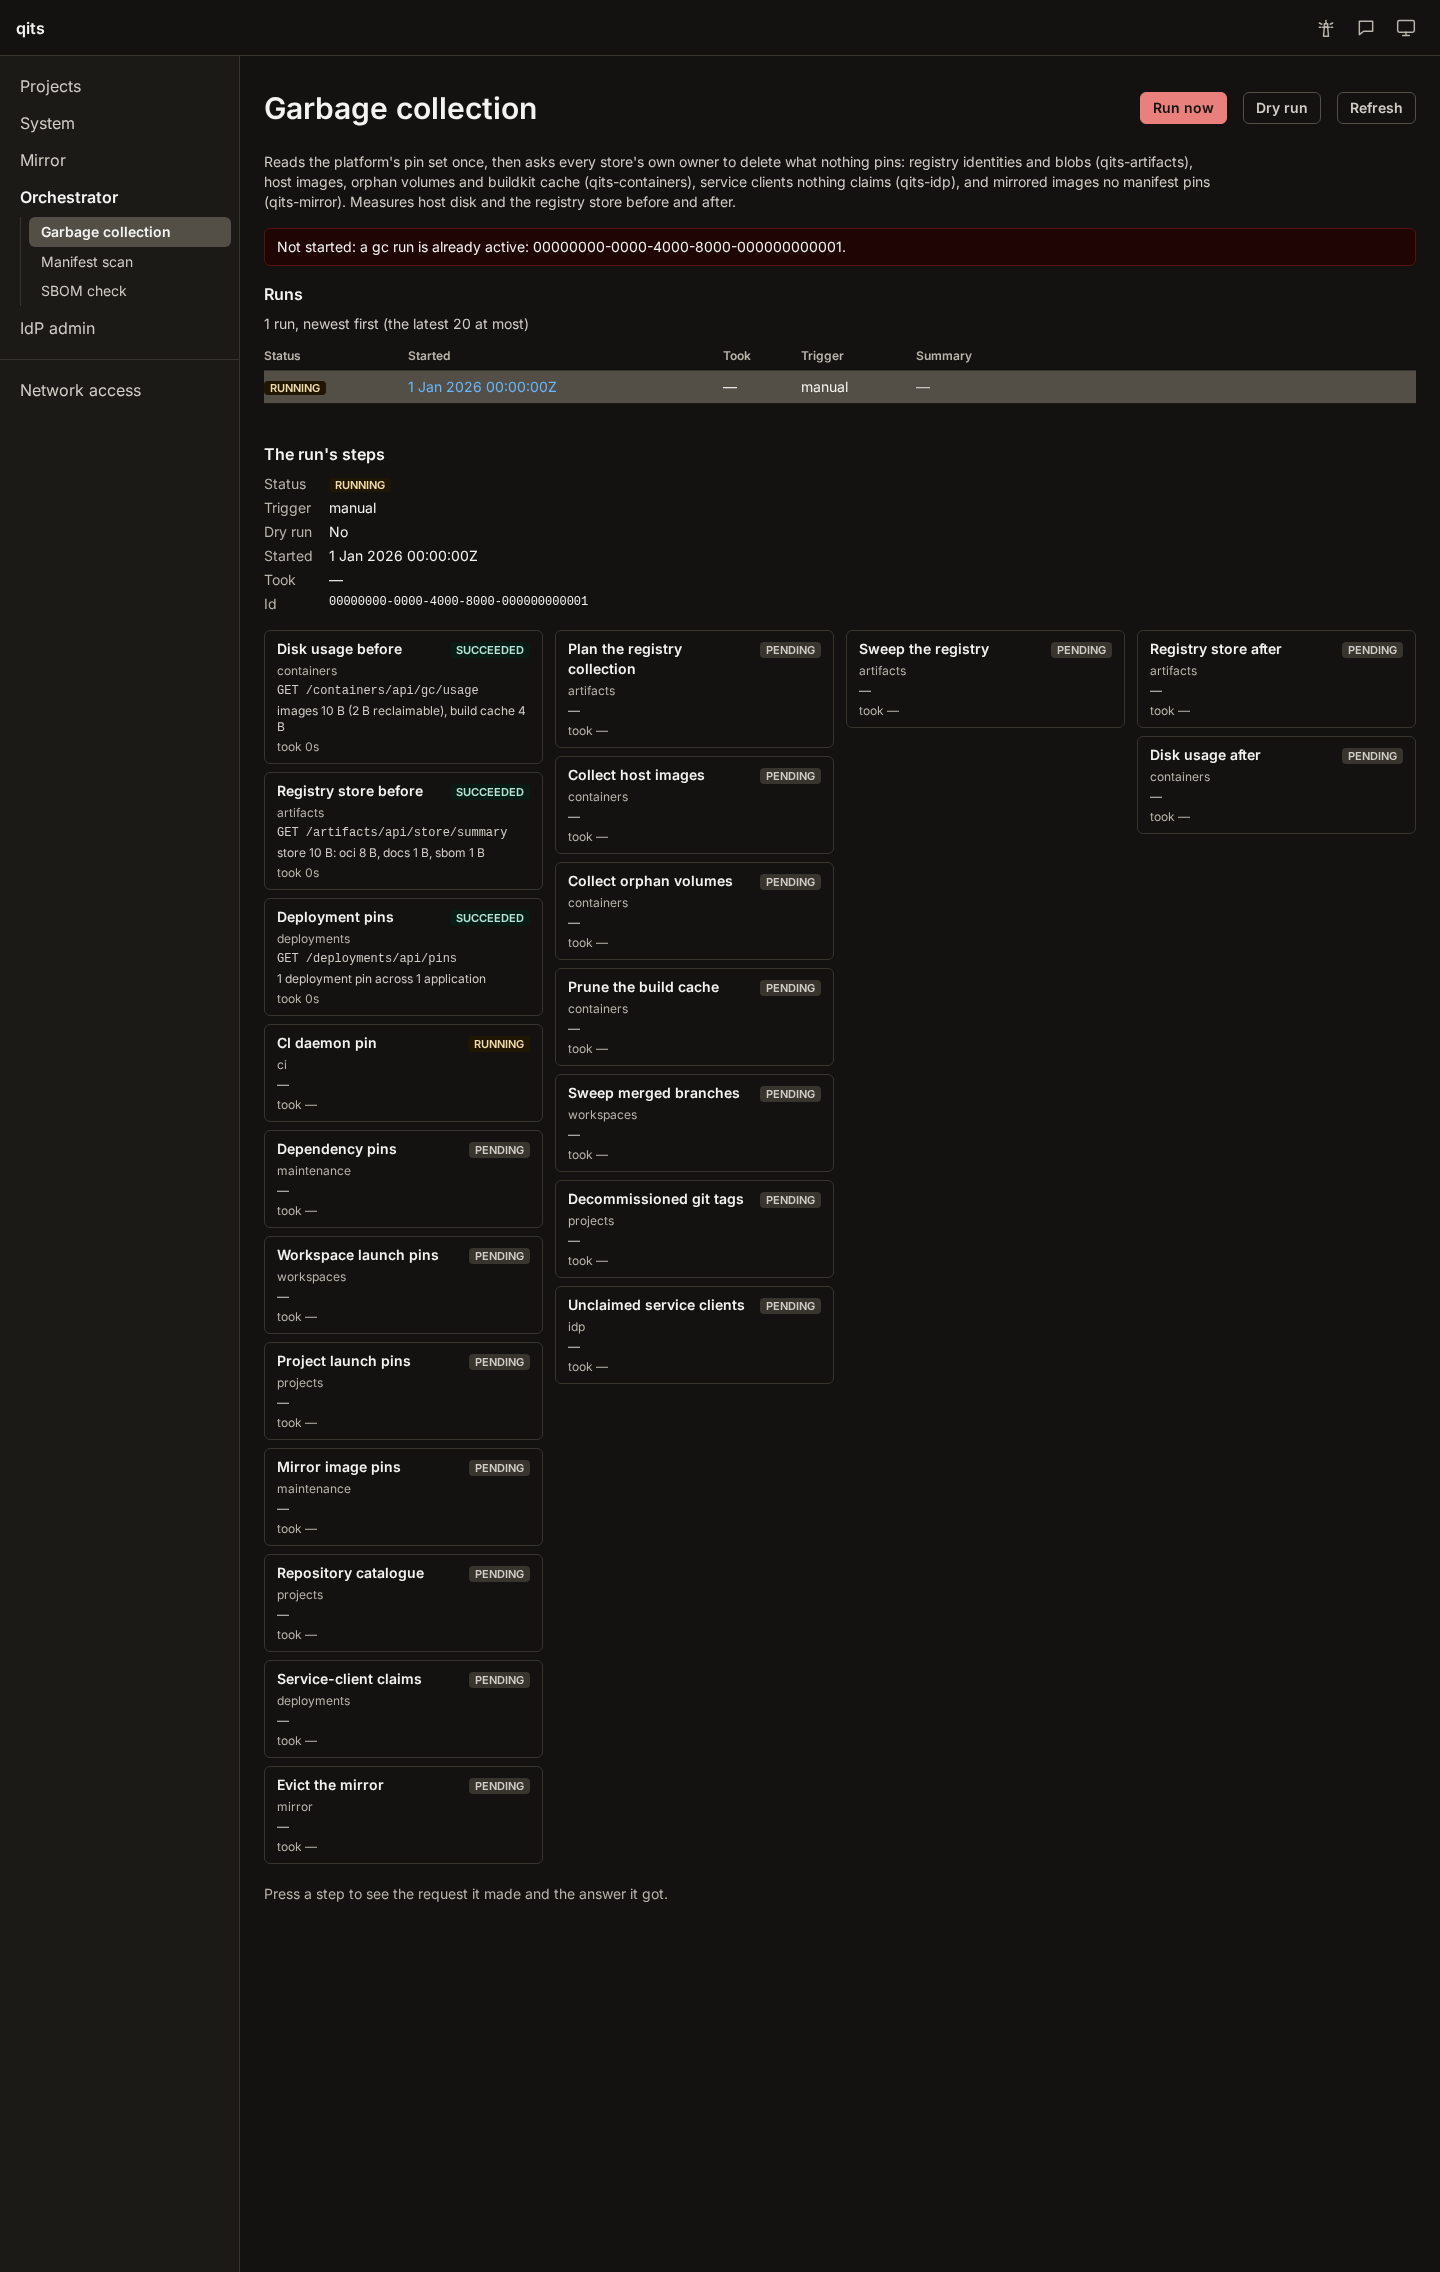 qits
Projects
System
Mirror
Orchestrator
Garbage collection
Manifest scan
SBOM check
IdP admin
Network access
Garbage collection
Run now
Dry run
Refresh
Reads the platform's pin set once, then asks every store's own owner to delete what nothing pins: registry identities and blobs (qits-artifacts),
host images, orphan volumes and buildkit cache (qits-containers), service clients nothing claims (qits-idp), and mirrored images no manifest pins
(qits-mirror). Measures host disk and the registry store before and after.
Not started: a gc run is already active: 00000000-0000-4000-8000-000000000001.
Runs
1 run, newest first (the latest 20 at most)
Status Started Took Trigger Summary
RUNNING 1 Jan 2026 00:00:00Z — manual —
The run's steps
Status RUNNING
Trigger manual
Dry run No
Started 1 Jan 2026 00:00:00Z
Took —
Id 00000000-0000-4000-8000-000000000001
Disk usage before SUCCEEDED
containers
GET /containers/api/gc/usage
images 10 B (2 B reclaimable), build cache 4
B
took 0s
Registry store before SUCCEEDED
artifacts
GET /artifacts/api/store/summary
store 10 B: oci 8 B, docs 1 B, sbom 1 B
took 0s
Deployment pins SUCCEEDED
deployments
GET /deployments/api/pins
1 deployment pin across 1 application
took 0s
CI daemon pin RUNNING
ci
—
took —
Dependency pins PENDING
maintenance
—
took —
Workspace launch pins PENDING
workspaces
—
took —
Project launch pins PENDING
projects
—
took —
Mirror image pins PENDING
maintenance
—
took —
Repository catalogue PENDING
projects
—
took —
Service-client claims PENDING
deployments
—
took —
Evict the mirror PENDING
mirror
—
took —
Plan the registry PENDING
collection
artifacts
—
took —
Collect host images PENDING
containers
—
took —
Collect orphan volumes PENDING
containers
—
took —
Prune the build cache PENDING
containers
—
took —
Sweep merged branches PENDING
workspaces
—
took —
Decommissioned git tags PENDING
projects
—
took —
Unclaimed service clients PENDING
idp
—
took —
Sweep the registry PENDING
artifacts
—
took —
Registry store after PENDING
artifacts
—
took —
Disk usage after PENDING
containers
—
took —
Press a step to see the request it made and the answer it got.